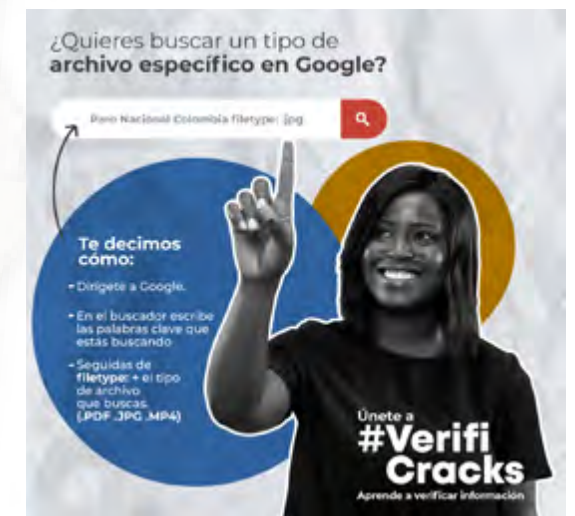 ¿Quieres buscar un tipo de
archivo específico en Google?
Paro Nacional Colombia filetype: .jpg
Te decimos
cómo:
- Dirígete a Google.
- En el buscador escribe
las palabras clave que
estás buscando
- Seguidas de
filetype: + el tipo
de archivo
que buscas.
(.PDF .JPG .MP4)
Únete a
#Verifi
Cracks
Aprende a verificar información